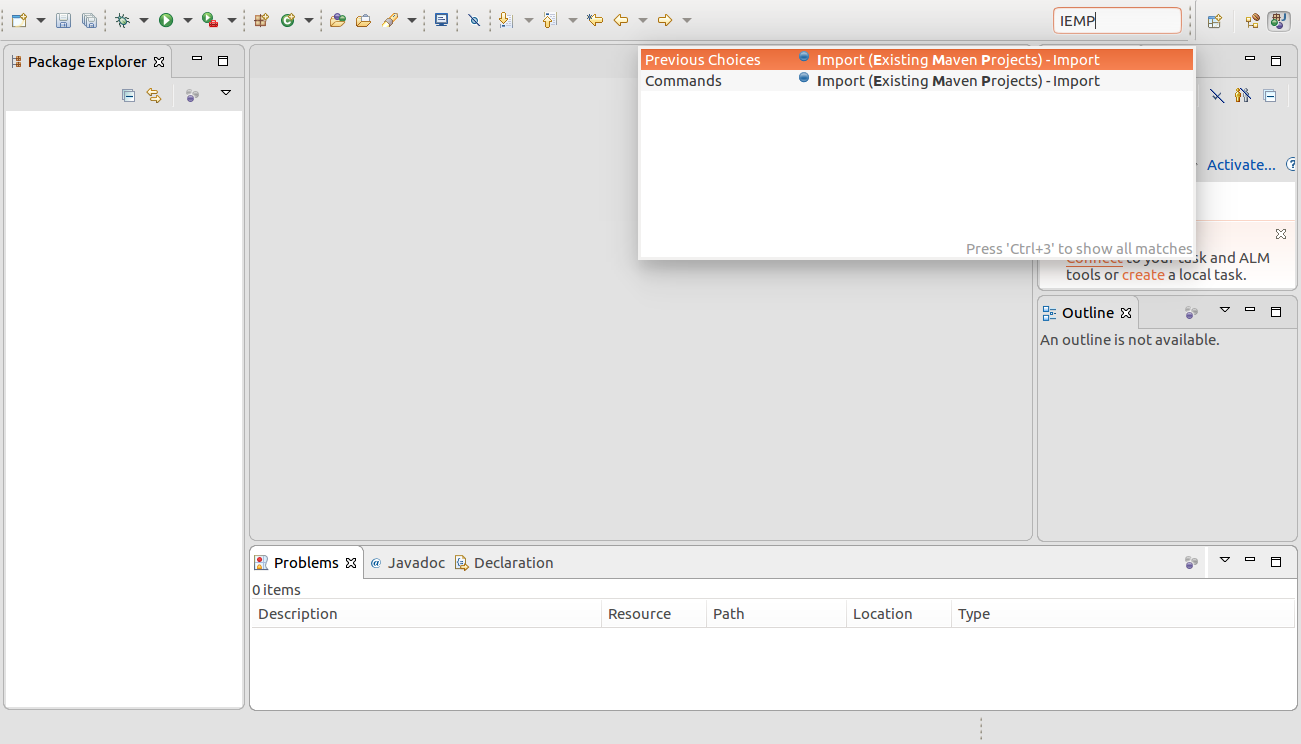 IEMP
Package Explorer
Previous Choices Import (Existing Maven Projects) - Import
Commands Import (Existing Maven Projects) - Import
Press 'Ctrl+3' to show all matches
Activate...
Connect to your task and ALM
tools or create a local task.
Outline
An outline is not available.
Problems @ Javadoc Declaration
0 items
Description Resource Path Location Type